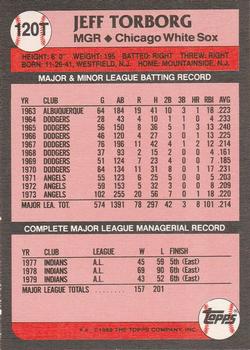 120T
JEFF TORBORG
MGR ◆ Chicago White Sox
HEIGHT: 6' 0" WEIGHT: 195 BATTED: RIGHT THREW: RIGHT
BORN: 11-26-41, WESTFIELD, N.J. HOME: MOUNTAINSIDE, N.J.
MAJOR & MINOR LEAGUE BATTING RECORD
YR CLUB G AB R H 2B 3B HR RBI AVG
1963 ALBUQUERQUE
1964 DODGERS 28 43 4 10 1 1 0 4 .233
1965 DODGERS 56 150 8 36 5 1 3 13 .240
1966 DODGERS 46 120 4 27 3 0 1 13 .225
1967 DODGERS 76 196 11 42 4 1 2 12 .214
1968 DODGERS 37 93 2 15 2 0 0 4 .161
1969 DODGERS 51 124 7 23 4 0 0 7 .185
1970 DODGERS 64 134 11 31 8 0 1 17 .231
1971 ANGELS 55 123 6 25 5 0 0 5 .203
1972 ANGELS 59 153 5 32 3 0 0 8 .209
1973 ANGELS 102 255 20 56 7 0 1 18 .220
MAJOR LEA. TOT. 574 1391 78 297 42 3 8 101 .214
COMPLETE MAJOR LEAGUE MANAGERIAL RECORD
YR CLUB LEAGUE W L FINISH
1977 INDIANS A.L. 45 59 5th (East)
1978 INDIANS A.L. 69 90 6th (East)
1979 INDIANS A.L. 43 52 6th (East)
MAJOR LEAGUE TOTALS 157 201
© 1989 THE TOPPS COMPANY, INC.
TOPPS